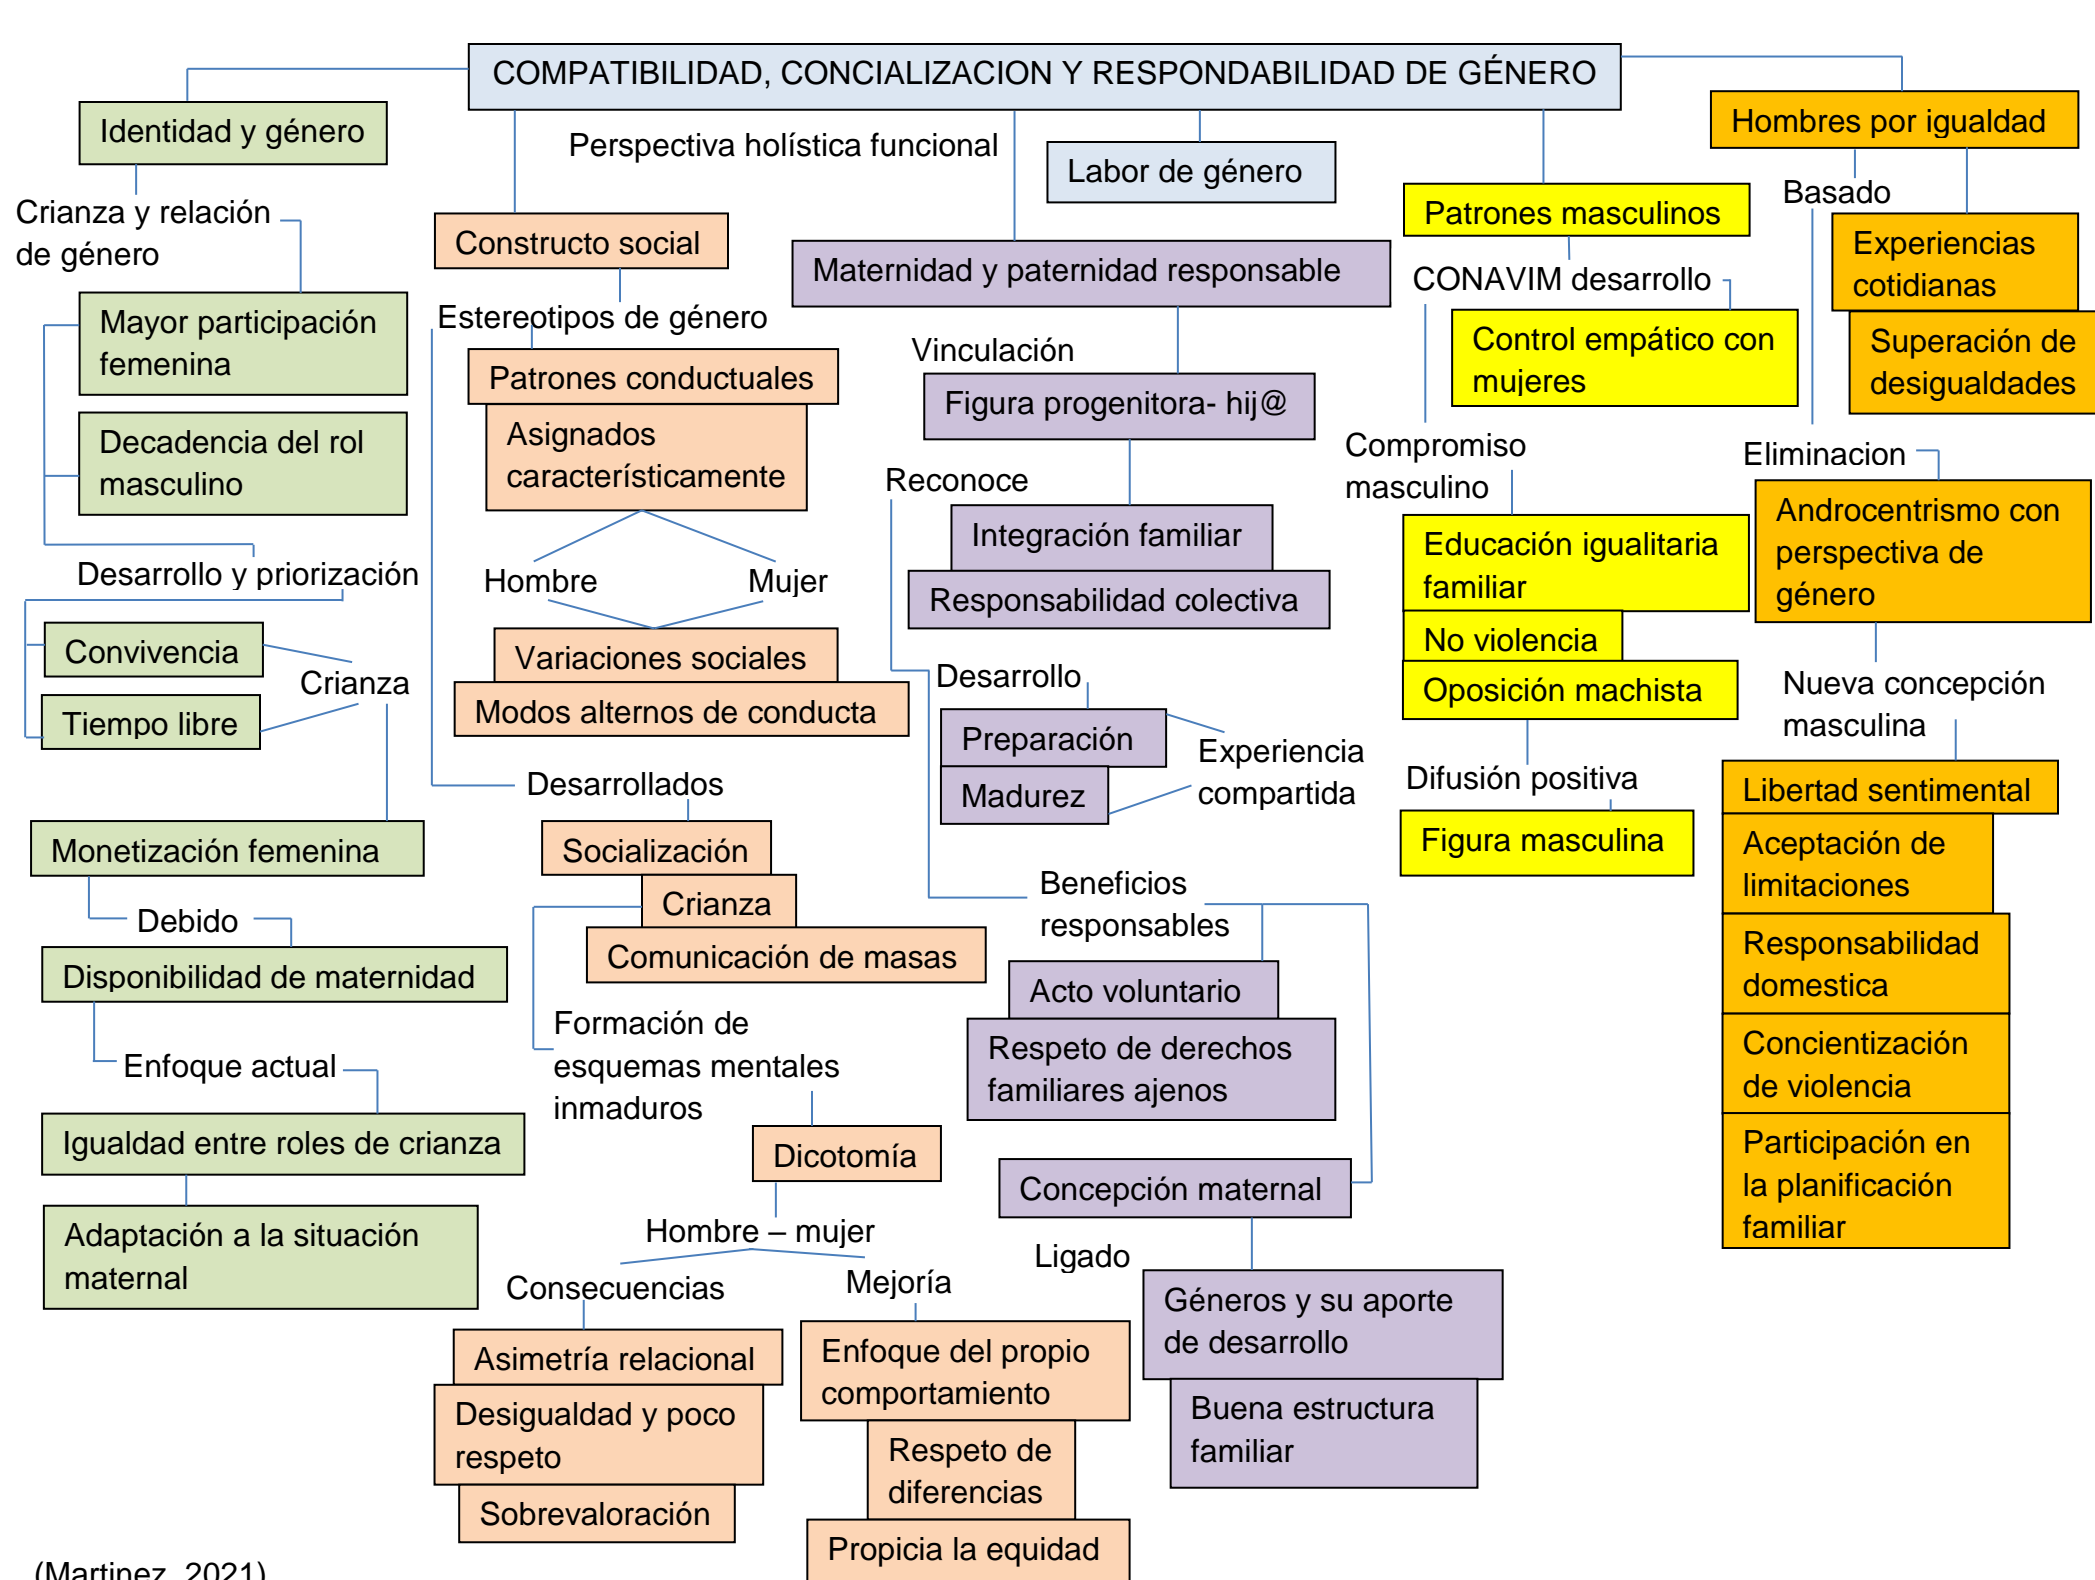 COMPATIBILIDAD, CONCIALIZACION Y RESPONDABILIDAD DE GÉNERO
Identidad y género
Crianza y relación
de género
Mayor participación
femenina
Decadencia del rol
masculino
Desarrollo y priorización
Convivencia
Tiempo libre
Crianza
Monetización femenina
Debido
Disponibilidad de maternidad
Enfoque actual
Igualdad entre roles de crianza
Adaptación a la situación
maternal
Perspectiva holística funcional
Constructo social
Estereotipos de género
Patrones conductuales
Asignados
característicamente
Hombre
Mujer
Variaciones sociales
Modos alternos de conducta
Desarrollados
Socialización
Crianza
Comunicación de masas
Formación de
esquemas mentales
inmaduros
Dicotomía
Hombre – mujer
Consecuencias
Asimetría relacional
Desigualdad y poco
respeto
Sobrevaloración
Mejoría
Enfoque del propio
comportamiento
Respeto de
diferencias
Propicia la equidad
Labor de género
Maternidad y paternidad responsable
Vinculación
Figura progenitora- hij@
Reconoce
Integración familiar
Responsabilidad colectiva
Desarrollo
Preparación
Madurez
Experiencia
compartida
Beneficios
responsables
Acto voluntario
Respeto de derechos
familiares ajenos
Concepción maternal
Ligado
Géneros y su aporte
de desarrollo
Buena estructura
familiar
Patrones masculinos
CONAVIM desarrollo
Control empático con
mujeres
Compromiso
masculino
Educación igualitaria
familiar
No violencia
Oposición machista
Difusión positiva
Figura masculina
Hombres por igualdad
Basado
Experiencias
cotidianas
Superación de
desigualdades
Eliminacion
Androcentrismo con
perspectiva de
género
Nueva concepción
masculina
Libertad sentimental
Aceptación de
limitaciones
Responsabilidad
domestica
Concientización
de violencia
Participación en
la planificación
familiar
(Martinez, 2021)